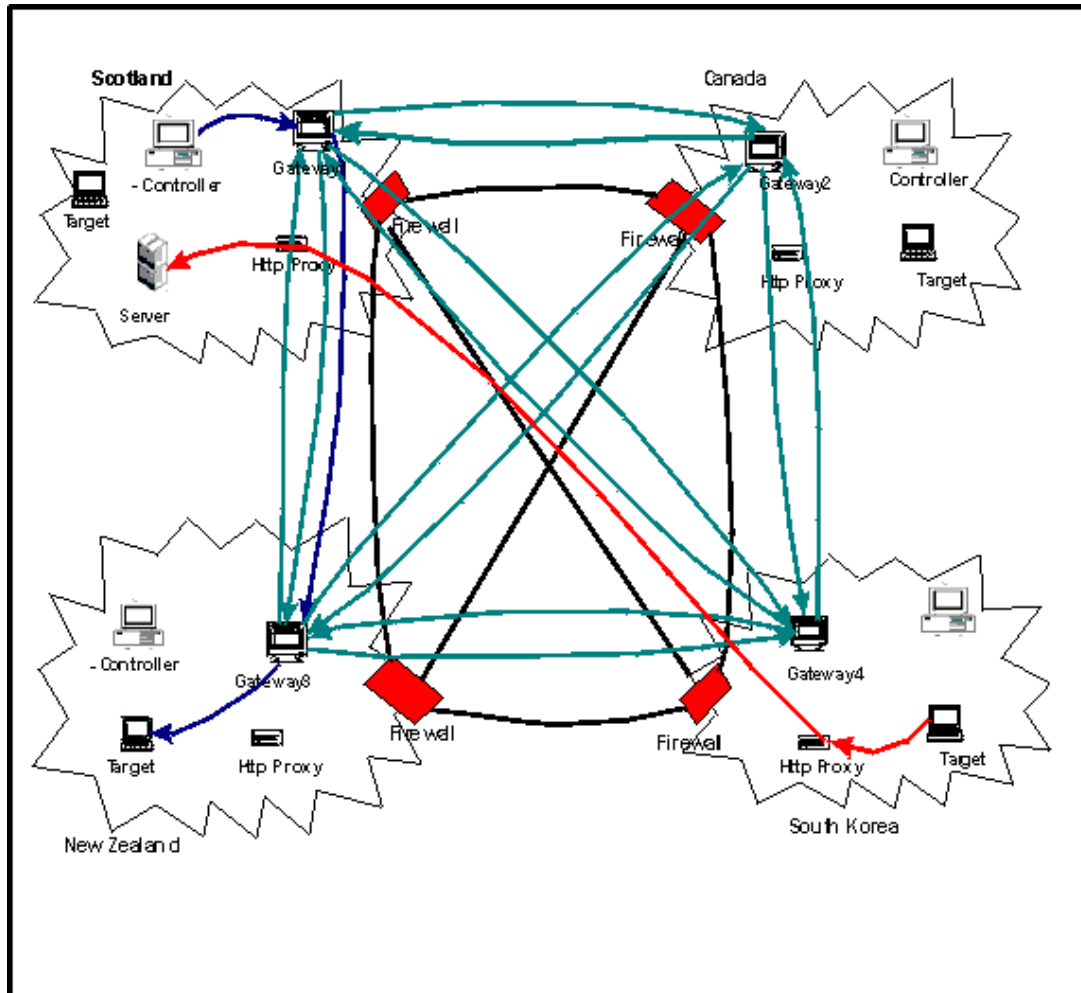 Scotland
Canada
- Controller
Gateway
Gateway2
Controller
Target
Firewall
Firewall
Http Proxy
Http Proxy
Target
Server
- Controller
Gateway3
Gateway4
Target
Http Proxy
Firewall
Firewall
Http Proxy
Target
New Zealand
South Korea